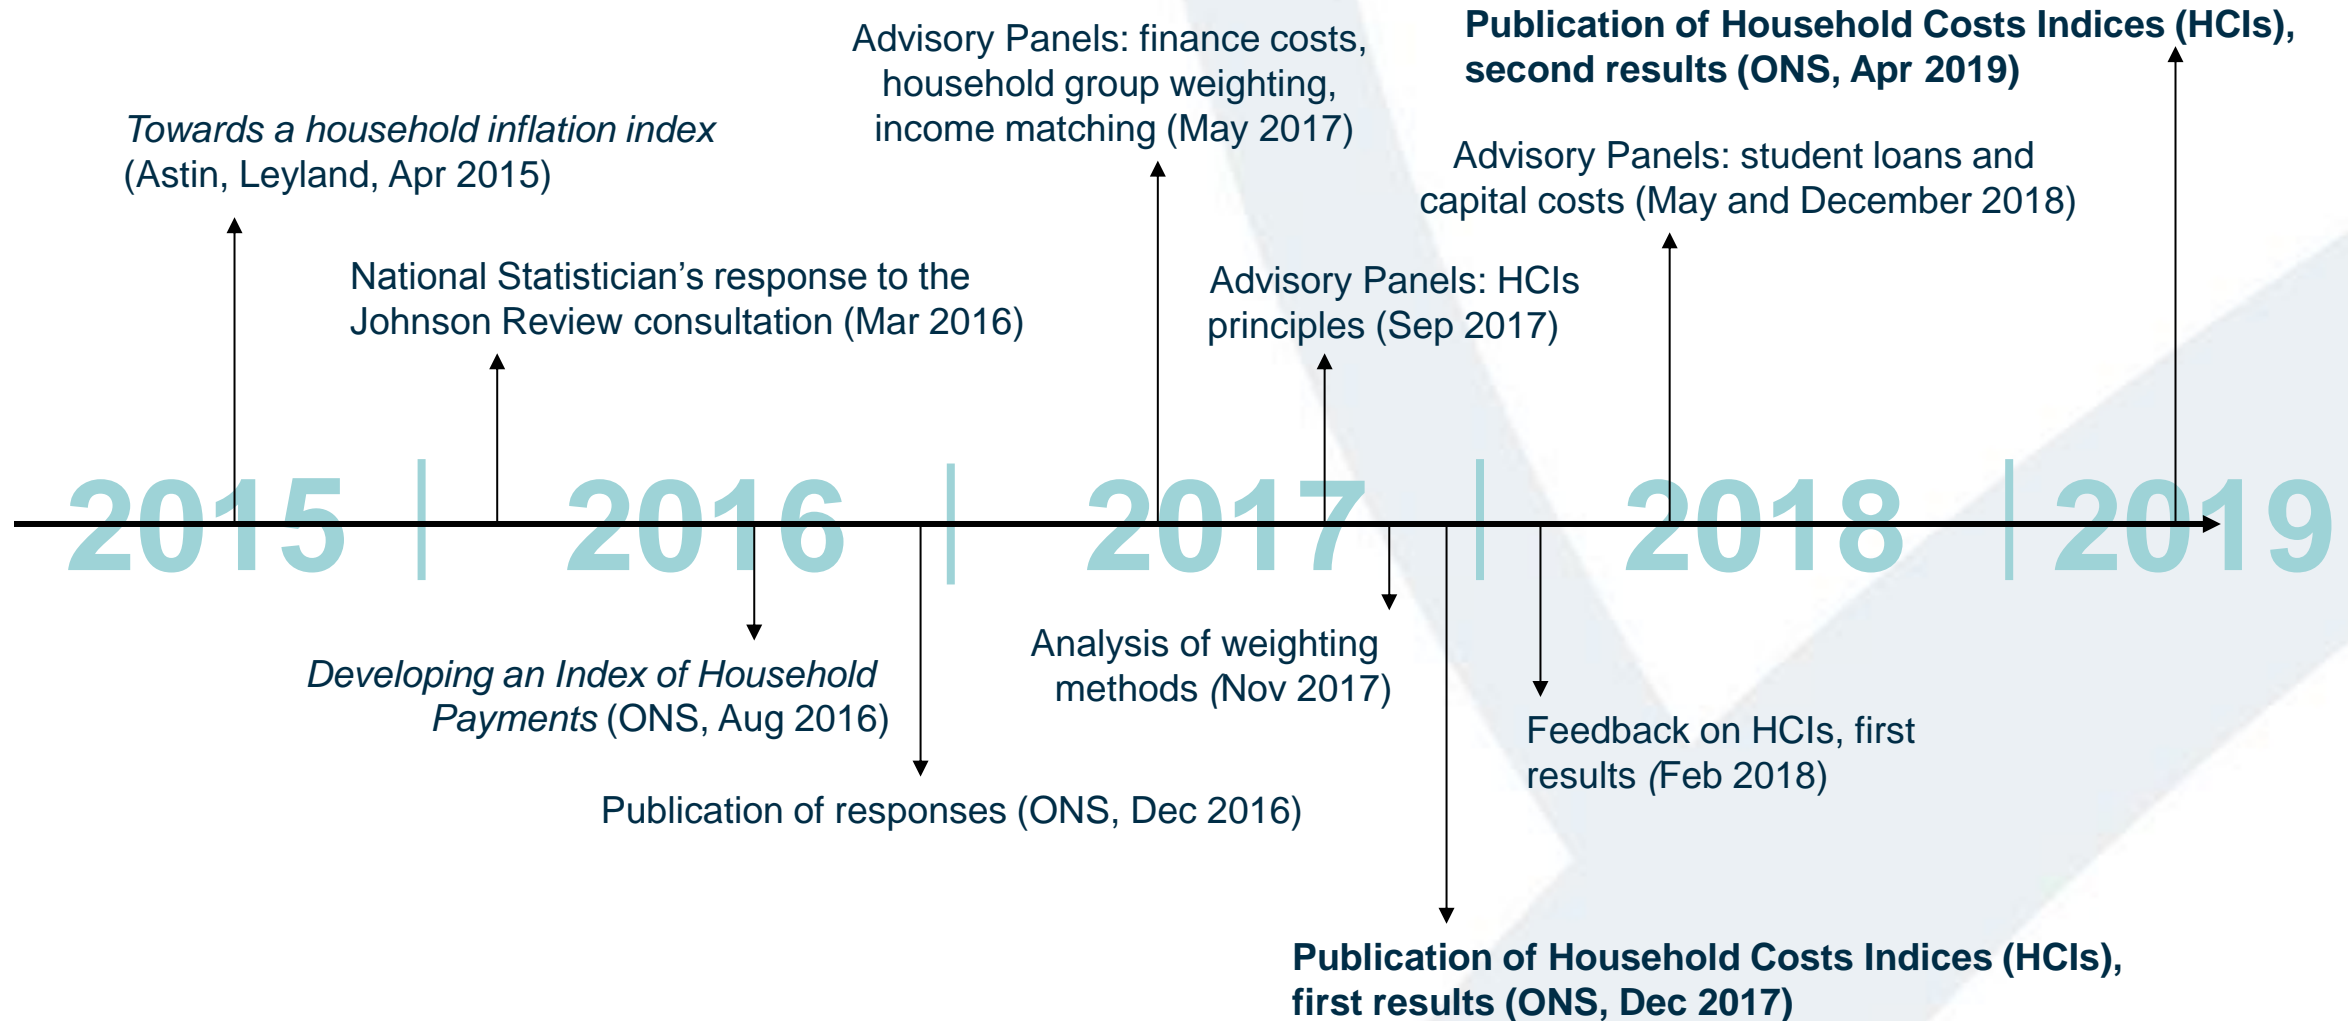 Publication of Household Costs Indices (HCIs),
second results (ONS, Apr 2019)
Advisory Panels: finance costs,
household group weighting,
income matching (May 2017)
Towards a household inflation index
(Astin, Leyland, Apr 2015)
Advisory Panels: student loans and
capital costs (May and December 2018)
National Statistician’s response to the
Johnson Review consultation (Mar 2016)
Advisory Panels: HCIs
principles (Sep 2017)
2015 2016 2017 2018 2019
Analysis of weighting
methods (Nov 2017)
Developing an Index of Household
Payments (ONS, Aug 2016)
Feedback on HCIs, first
results (Feb 2018)
Publication of responses (ONS, Dec 2016)
Publication of Household Costs Indices (HCIs),
first results (ONS, Dec 2017)